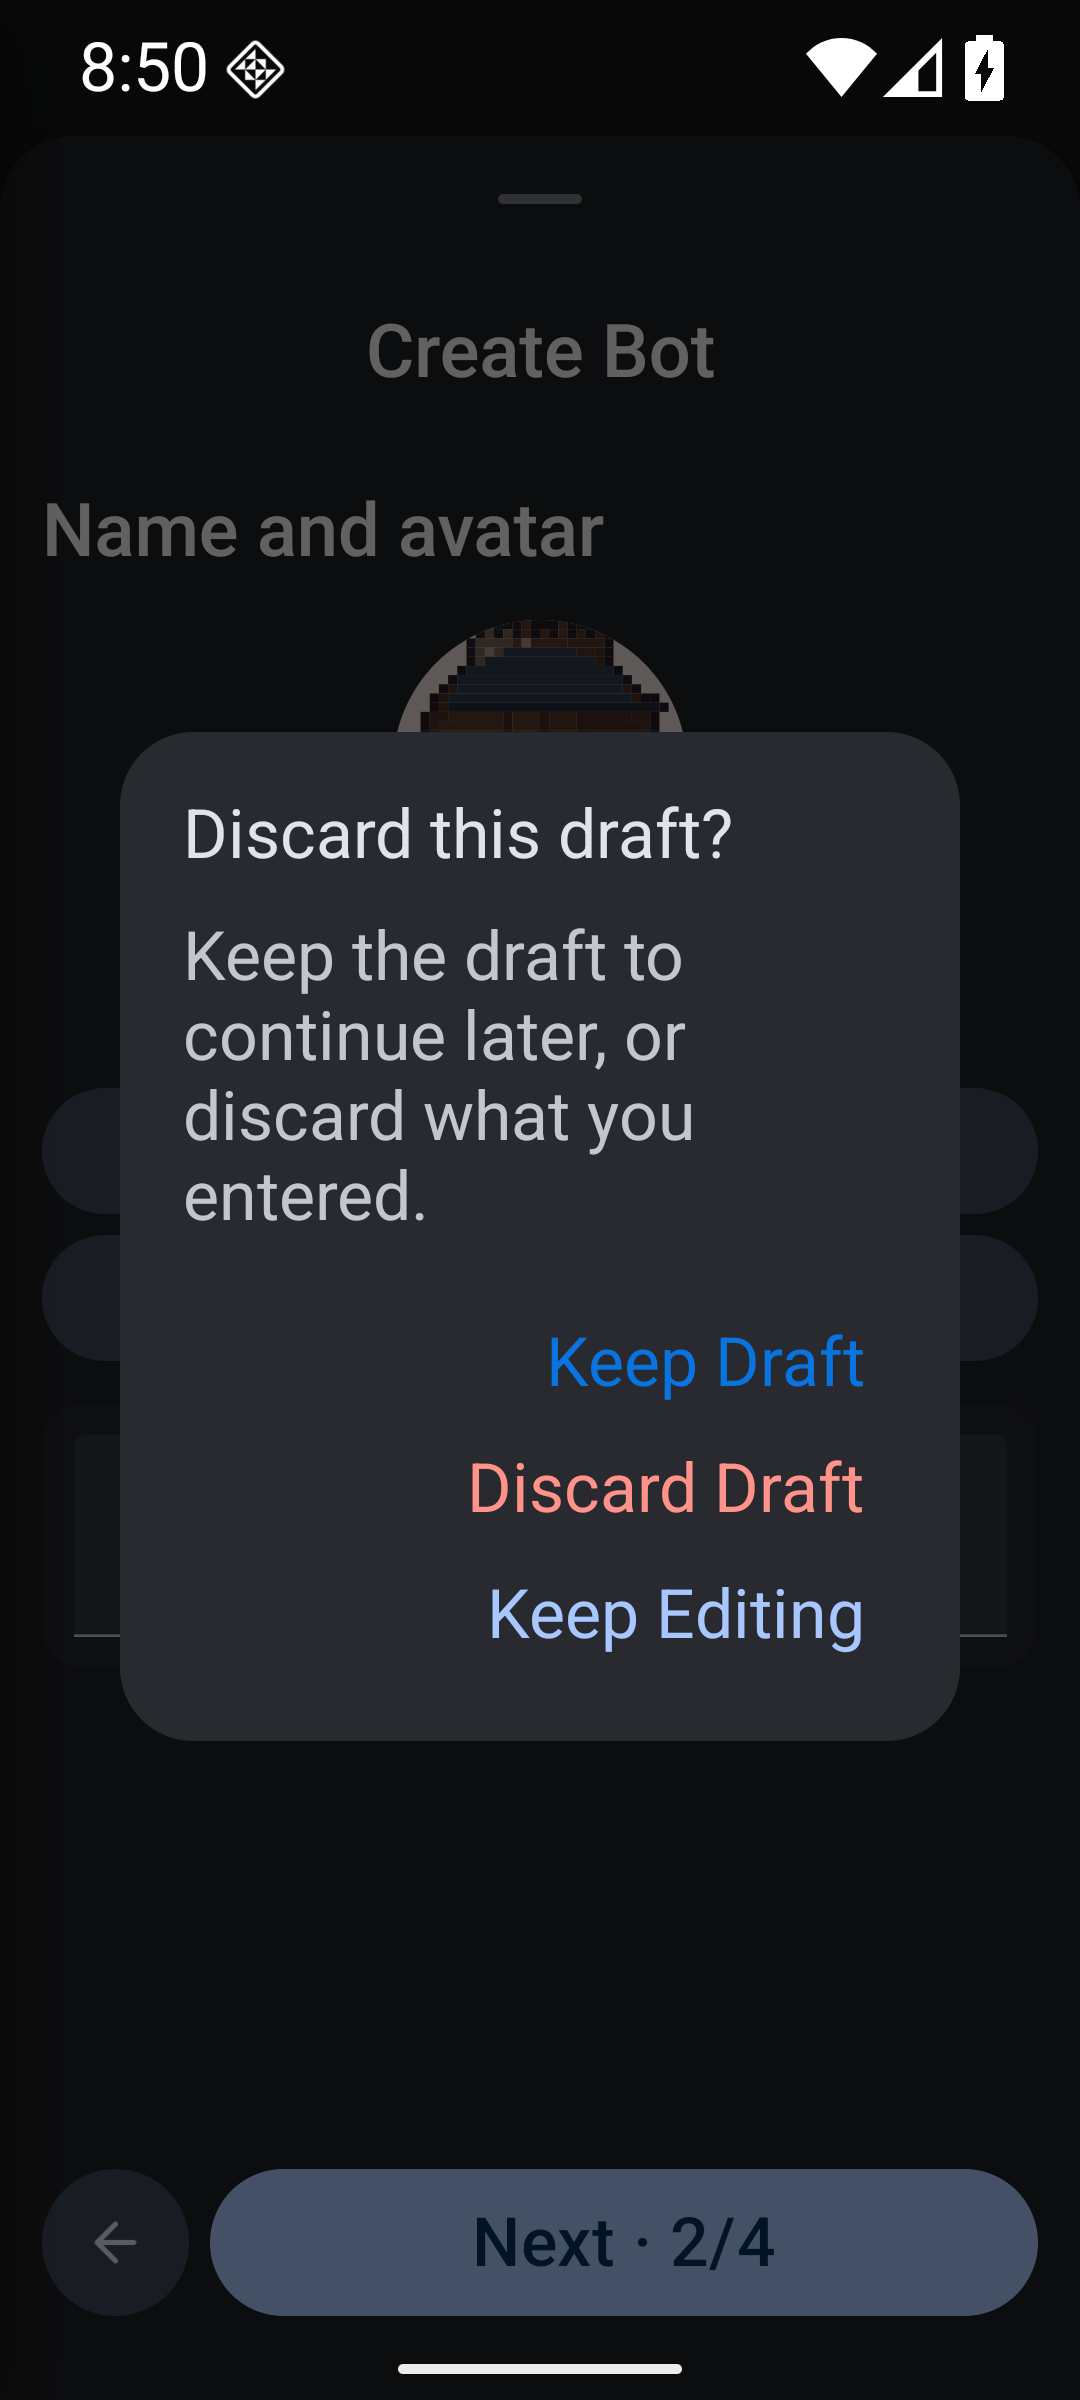 8:50
Create Bot
Name and avatar
Discard this draft?
Keep the draft to
continue later, or
discard what you
entered.
Keep Draft
Discard Draft
Keep Editing
Next · 2/4